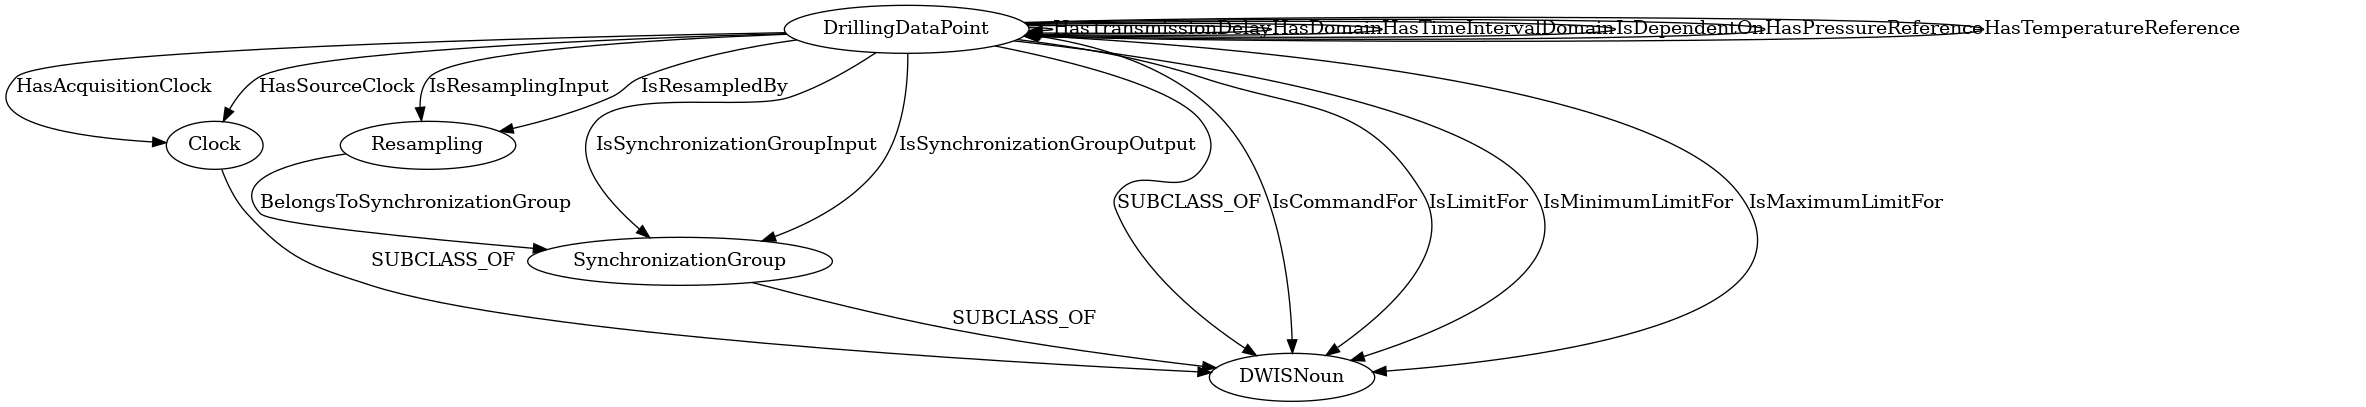 DrillingDataPoint
HasTransmissionDelay
HasDomain
HasTimeIntervalDomain
IsDependentOn
HasPressureReference
HasTemperatureReference
HasAcquisitionClock
HasSourceClock
IsResamplingInput
IsResampledBy
Clock
Resampling
IsSynchronizationGroupInput
IsSynchronizationGroupOutput
BelongsToSynchronizationGroup
SUBCLASS_OF
IsCommandFor
IsLimitFor
IsMinimumLimitFor
IsMaximumLimitFor
SUBCLASS_OF
SynchronizationGroup
SUBCLASS_OF
DWISNoun